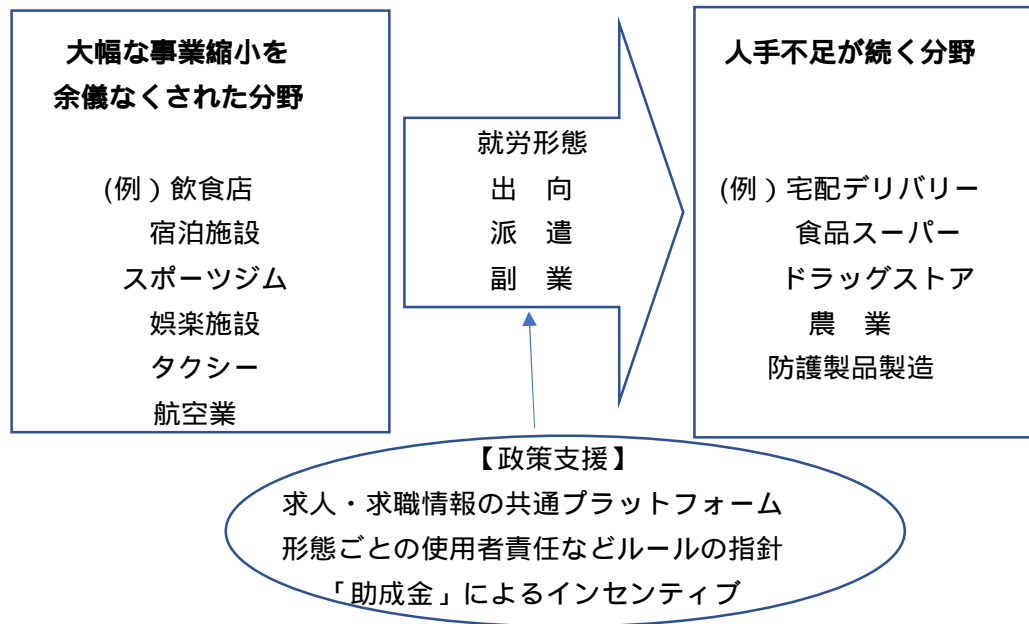 大幅な事業縮小を
余儀なくされた分野
(例）飲食店
宿泊施設
スポーツジム
娯楽施設
タクシー
航空業
就労形態
出　向
派　遣
副　業
人手不足が続く分野
(例）宅配デリバリー
食品スーパー
ドラッグストア
農　業
防護製品製造
【政策支援】
求人・求職情報の共通プラットフォーム
形態ごとの使用者責任などルールの指針
「助成金」によるインセンティブ